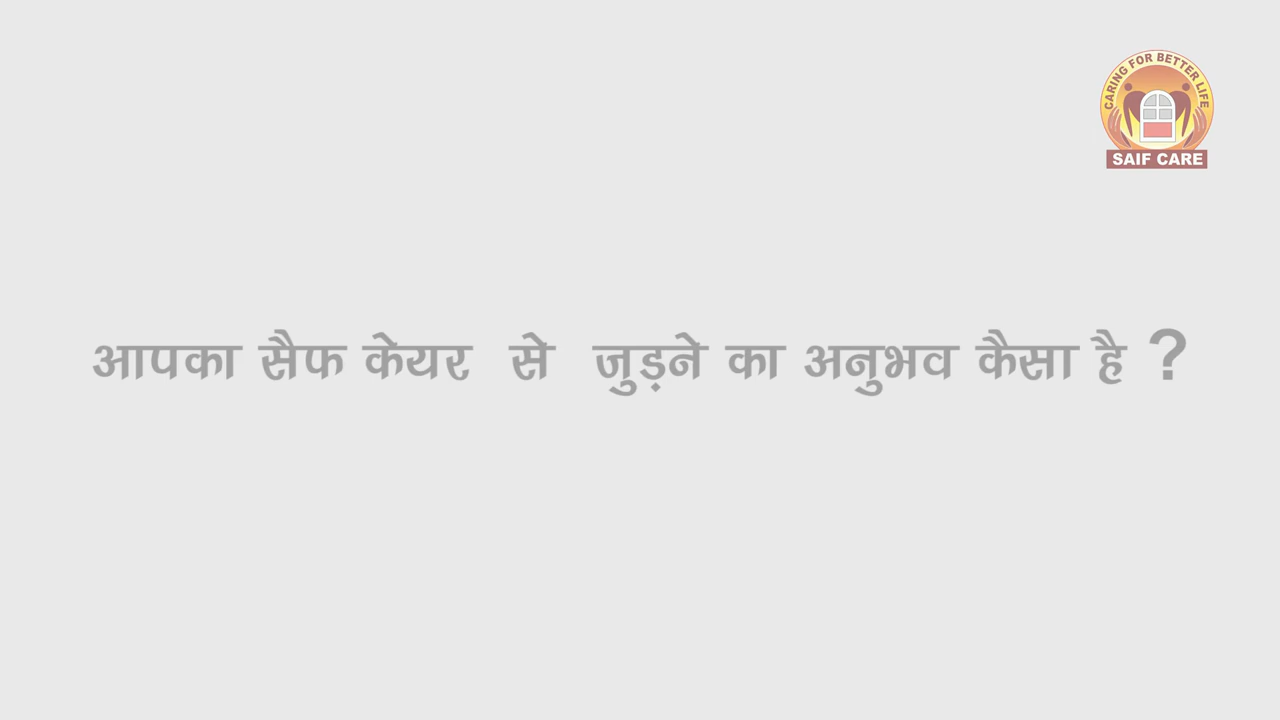 CARING FOR BETTER LIFE
SAIF CARE
आपका सैफ केयर से जुड़ने का अनुभव कैसा है ?